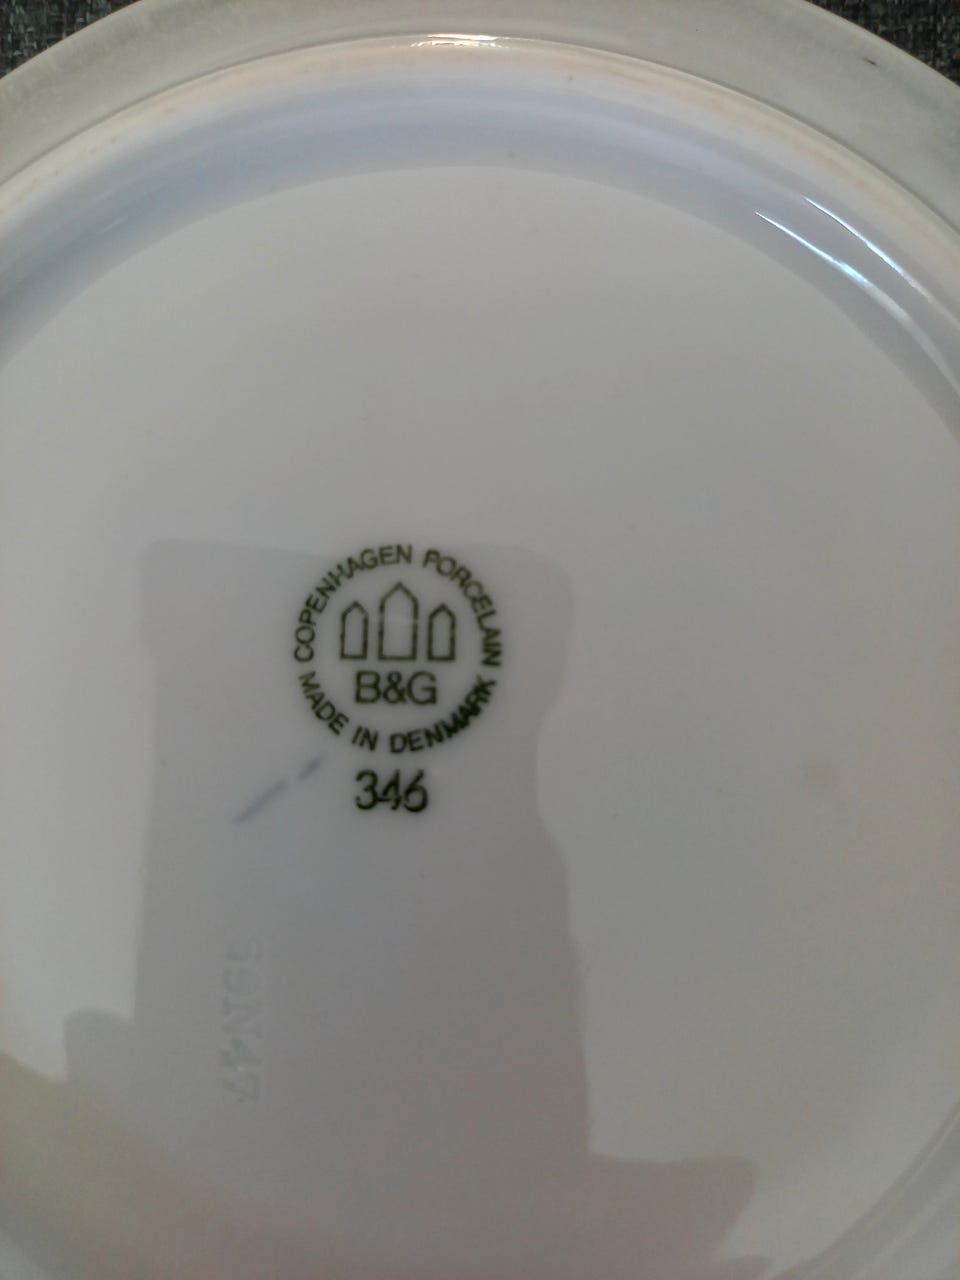 COPENHAGEN PORCELAIN
B&G
MADE IN DENMARK
346